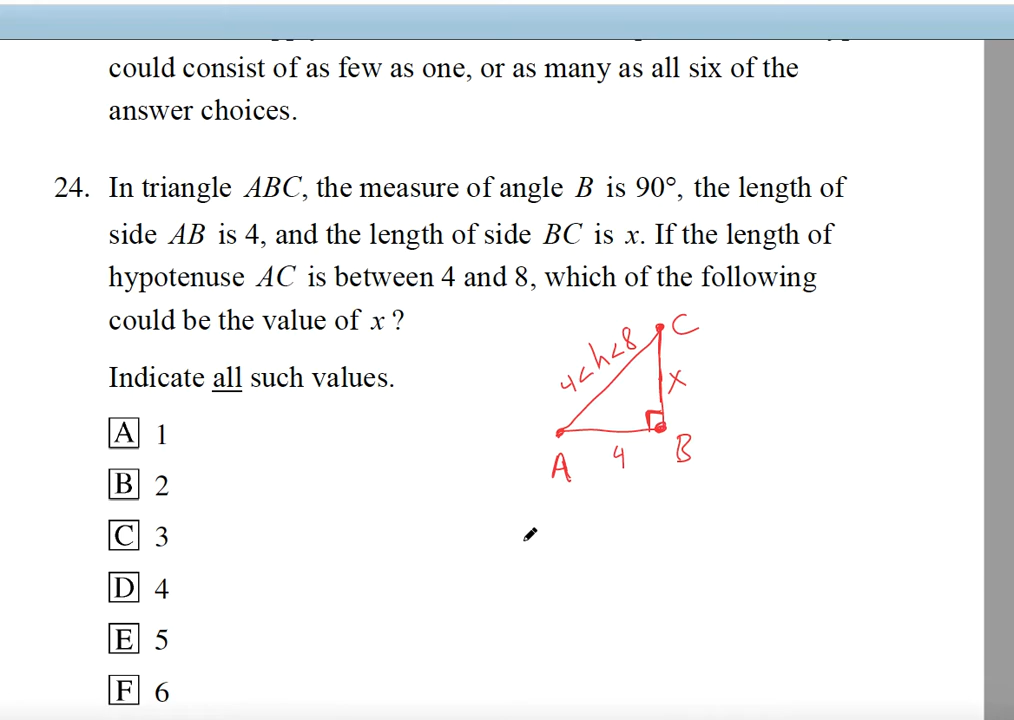 could consist of as few as one, or as many as all six of the
answer choices.
24. In triangle ABC, the measure of angle B is 90°, the length of
side AB is 4, and the length of side BC is x. If the length of
hypotenuse AC is between 4 and 8, which of the following
could be the value of x ?
Indicate all such values.
A 1
B 2
C 3
D 4
E 5
F 6
C
4<h<8
x
A
4
B